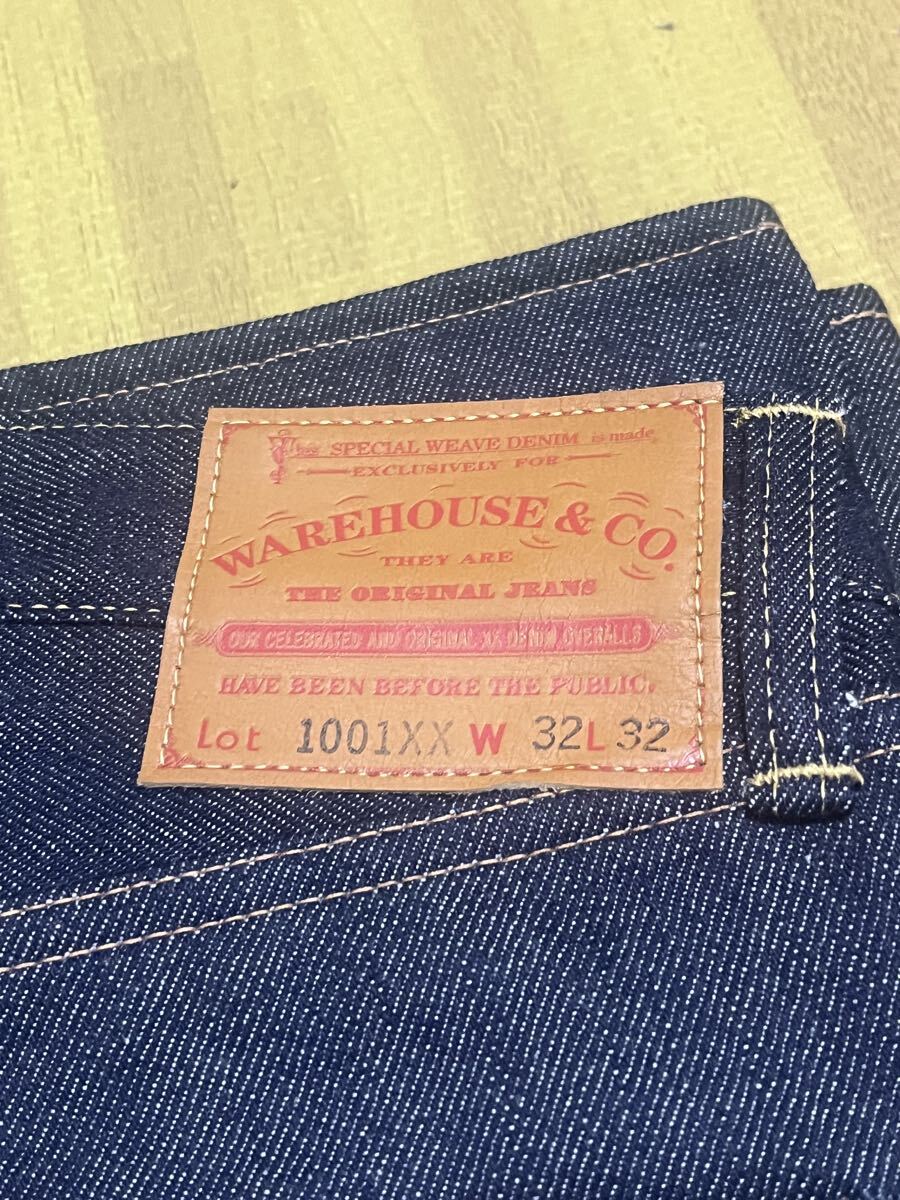 This SPECIAL WEAVE DENIM is made
EXCLUSIVELY FOR
WAREHOUSE & CO.
THEY ARE
THE ORIGINAL JEANS
OUR CELEBRATED AND ORIGINAL XX DENIM OVERALLS
HAVE BEEN BEFORE THE PUBLIC.
Lot 1001XX W 32 L 32